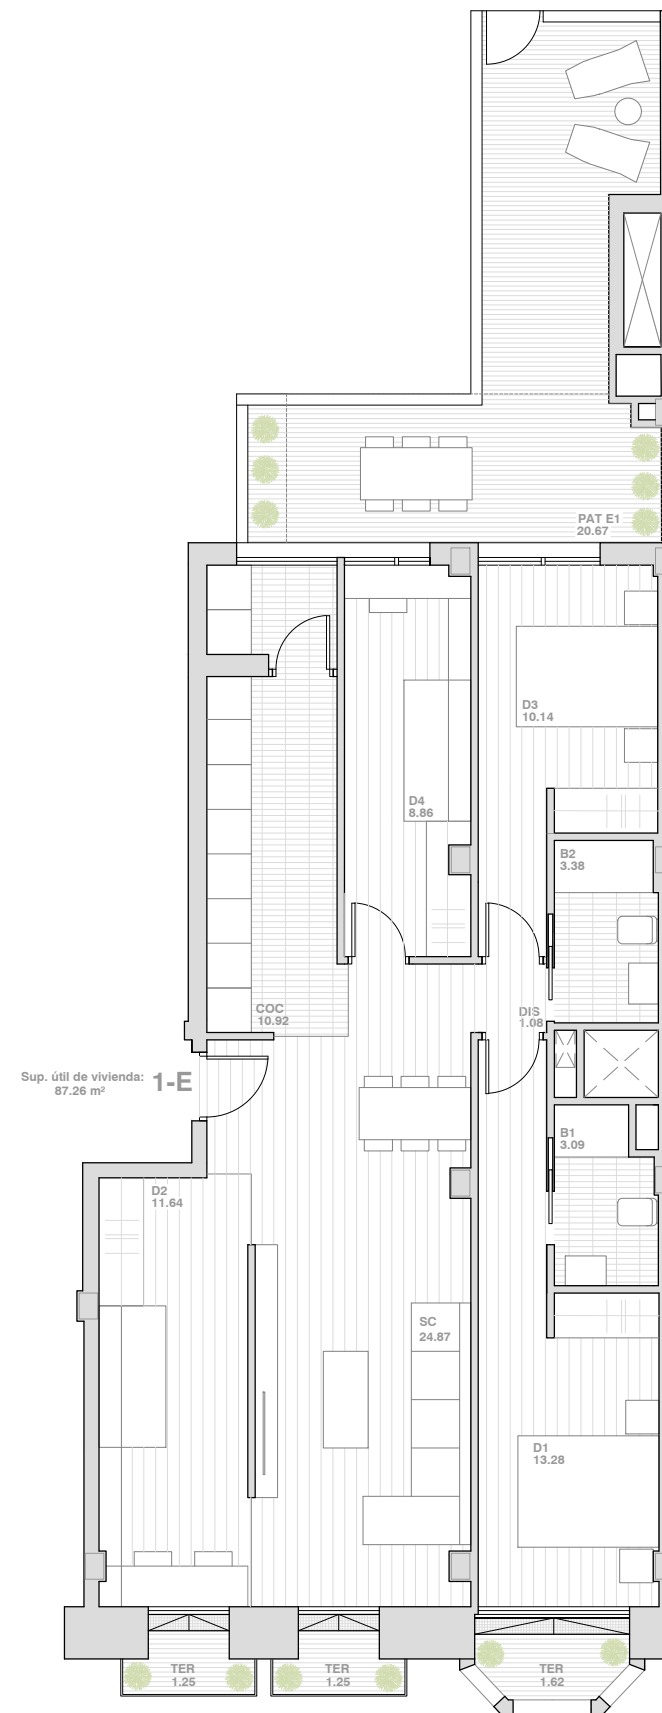 PAT E1
20.67
D3
10.14
D4
8.86
B2
3.38
COC
10.92
DIS
1.08
Sup. útil de vivienda: 1-E
87.26 m²
B1
3.09
D2
11.64
SC
24.87
D1
13.28
TER
1.25
TER
1.25
TER
1.62